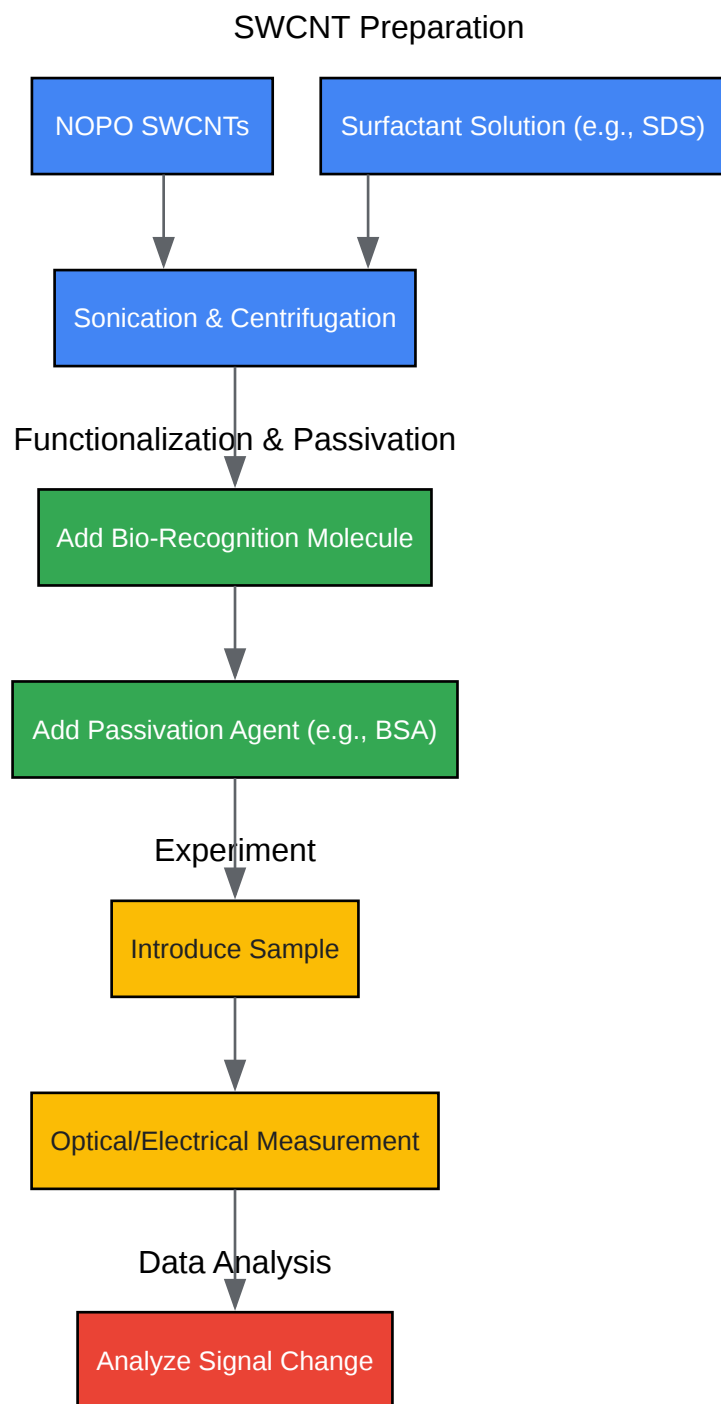 SWCNT Preparation
NOPO SWCNTs
Surfactant Solution (e.g., SDS)
Sonication & Centrifugation
Functionalization & Passivation
Add Bio-Recognition Molecule
Add Passivation Agent (e.g., BSA)
Experiment
Introduce Sample
Optical/Electrical Measurement
Data Analysis
Analyze Signal Change